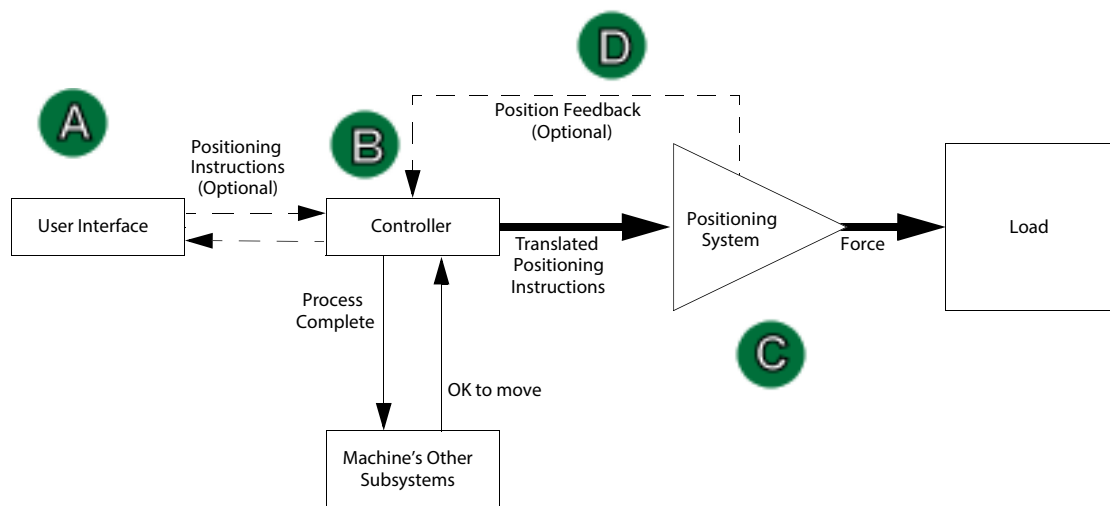 D
A
Position Feedback
(Optional)
B
Positioning
Instructions
(Optional)
User Interface
Controller
Positioning
System
Load
Translated
Positioning
Instructions
Force
Process
Complete
C
OK to move
Machine’s Other
Subsystems